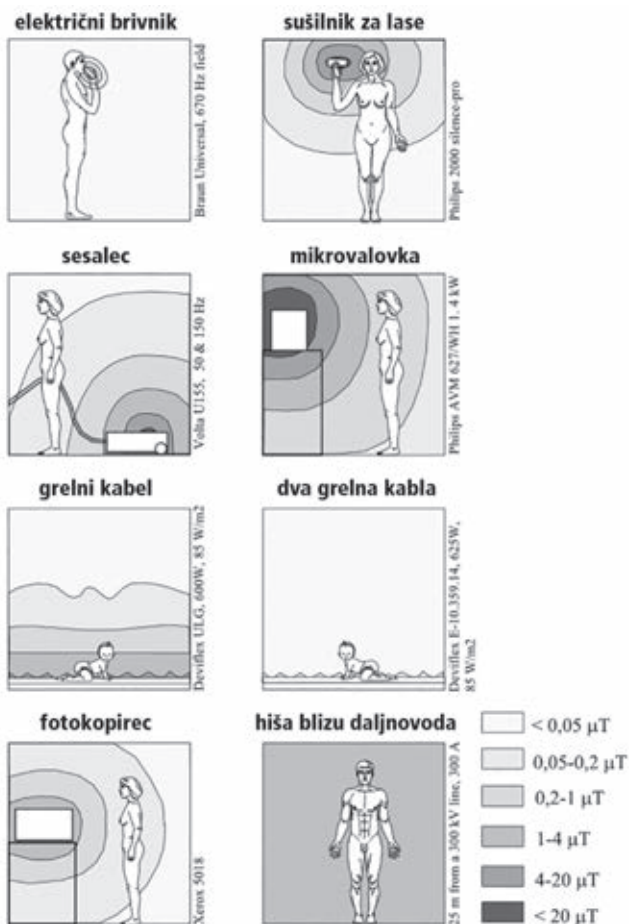 električni brivnik
Braun Universal, 670 Hz field
sušilnik za lase
Philips 2000 silence-pro
sesalec
Volta U155, 50 & 150 Hz
mikrovalovka
Philips AVM 627/WH 1. 4 kW
grelni kabel
Deviflex ULG, 600W, 85 W/m2
dva grelna kabla
Deviflex E-10.359.14, 625W,
85 W/m2
fotokopirec
Xerox 5018
hiša blizu daljnovoda
25 m from a 300 kV line, 300 A
< 0,05 µT
0,05-0,2 µT
0,2-1 µT
1-4 µT
4-20 µT
< 20 µT